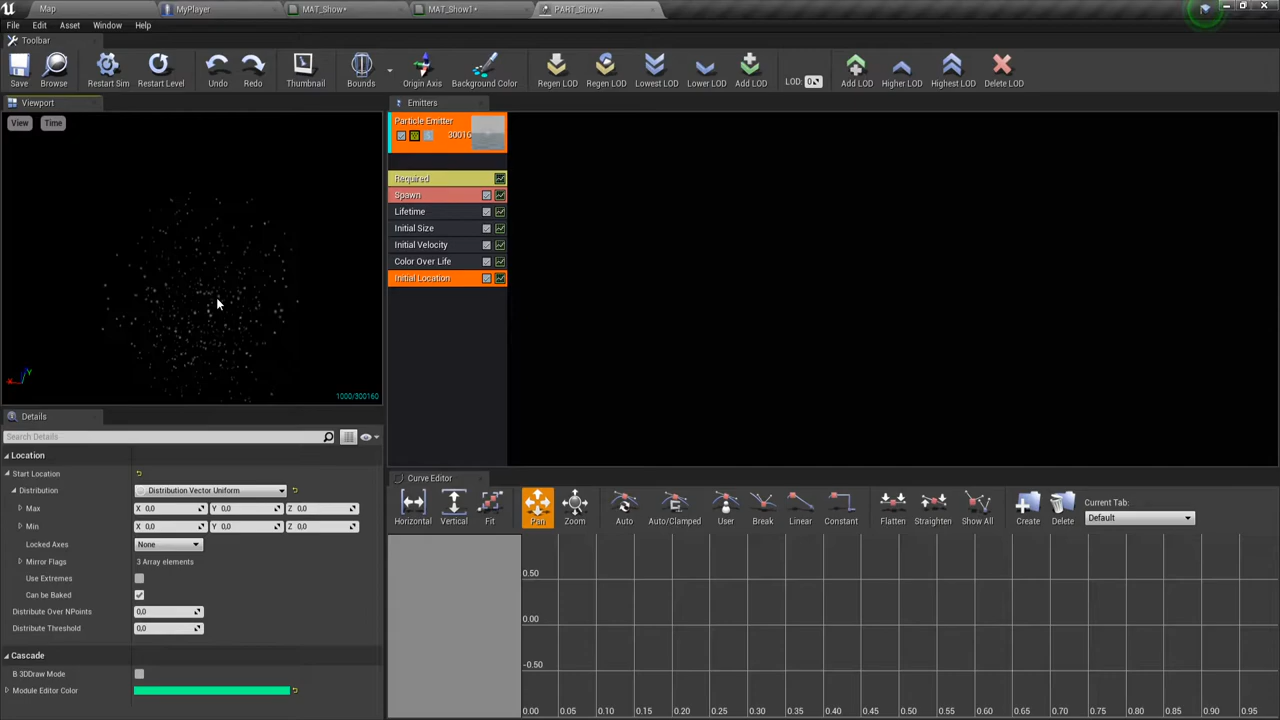 Map
MyPlayer
MAT_Show•
MAT_Show1•
PART_Show•
File Edit Asset Window Help
Toolbar
Save Browse Restart Sim Restart Level Undo Redo Thumbnail Bounds Origin Axis Background Color Regen LOD Regen LOD Lowest LOD Lower LOD Add LOD LOD: 0 Add LOD Higher LOD Highest LOD Delete LOD
Viewport
Emitters
View Time
Particle Emitter
30016
Required
Spawn
Lifetime
Initial Size
Initial Velocity
Color Over Life
Initial Location
Y
1000/300160
Details
Search Details
Location
Start Location
Distribution Distribution Vector Uniform
Max X 0,0 Y 0,0 Z 0,0
Min X 0,0 Y 0,0 Z 0,0
Locked Axes None
Mirror Flags 3 Array elements
Use Extremes
Can be Baked
Distribute Over NPoints 0,0
Distribute Threshold 0,0
Cascade
B 3DDraw Mode
Module Editor Color
Curve Editor
Horizontal Vertical Fit Pan Zoom Auto Auto/Clamped User Break Linear Constant Flatten Straighten Show All Create Delete
Current Tab:
Default
0.50
0.00
-0.50
0.00 0.05 0.10 0.15 0.20 0.25 0.30 0.35 0.40 0.45 0.50 0.55 0.60 0.65 0.70 0.75 0.80 0.85 0.90 0.95